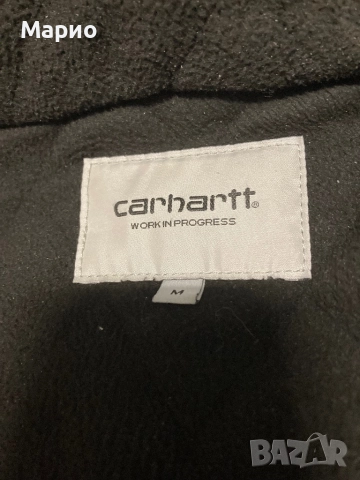 Марио
carhartt®
WORK IN PROGRESS
M
BAZAR